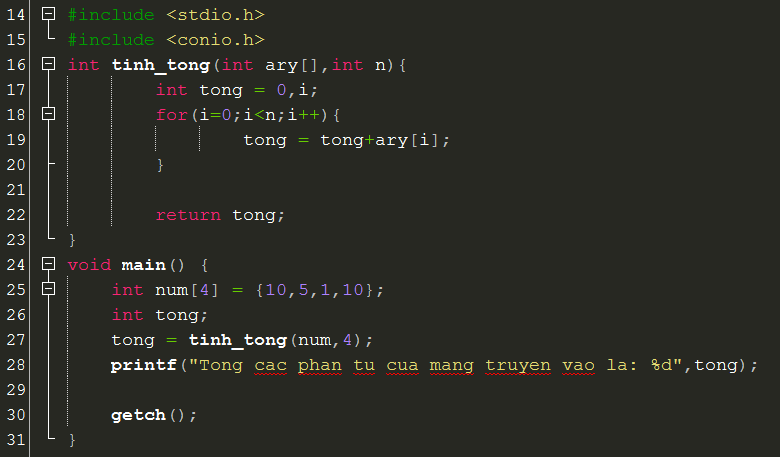 14 #include <stdio.h>
15 #include <conio.h>
16 int tinh_tong(int ary[],int n){
17 int tong = 0,i;
18 for(i=0;i<n;i++){
19 tong = tong+ary[i];
20 }
21
22 return tong;
23 }
24 void main() {
25 int num[4] = {10,5,1,10};
26 int tong;
27 tong = tinh_tong(num,4);
28 printf("Tong cac phan tu cua mang truyen vao la: %d",tong);
29
30 getch();
31 }